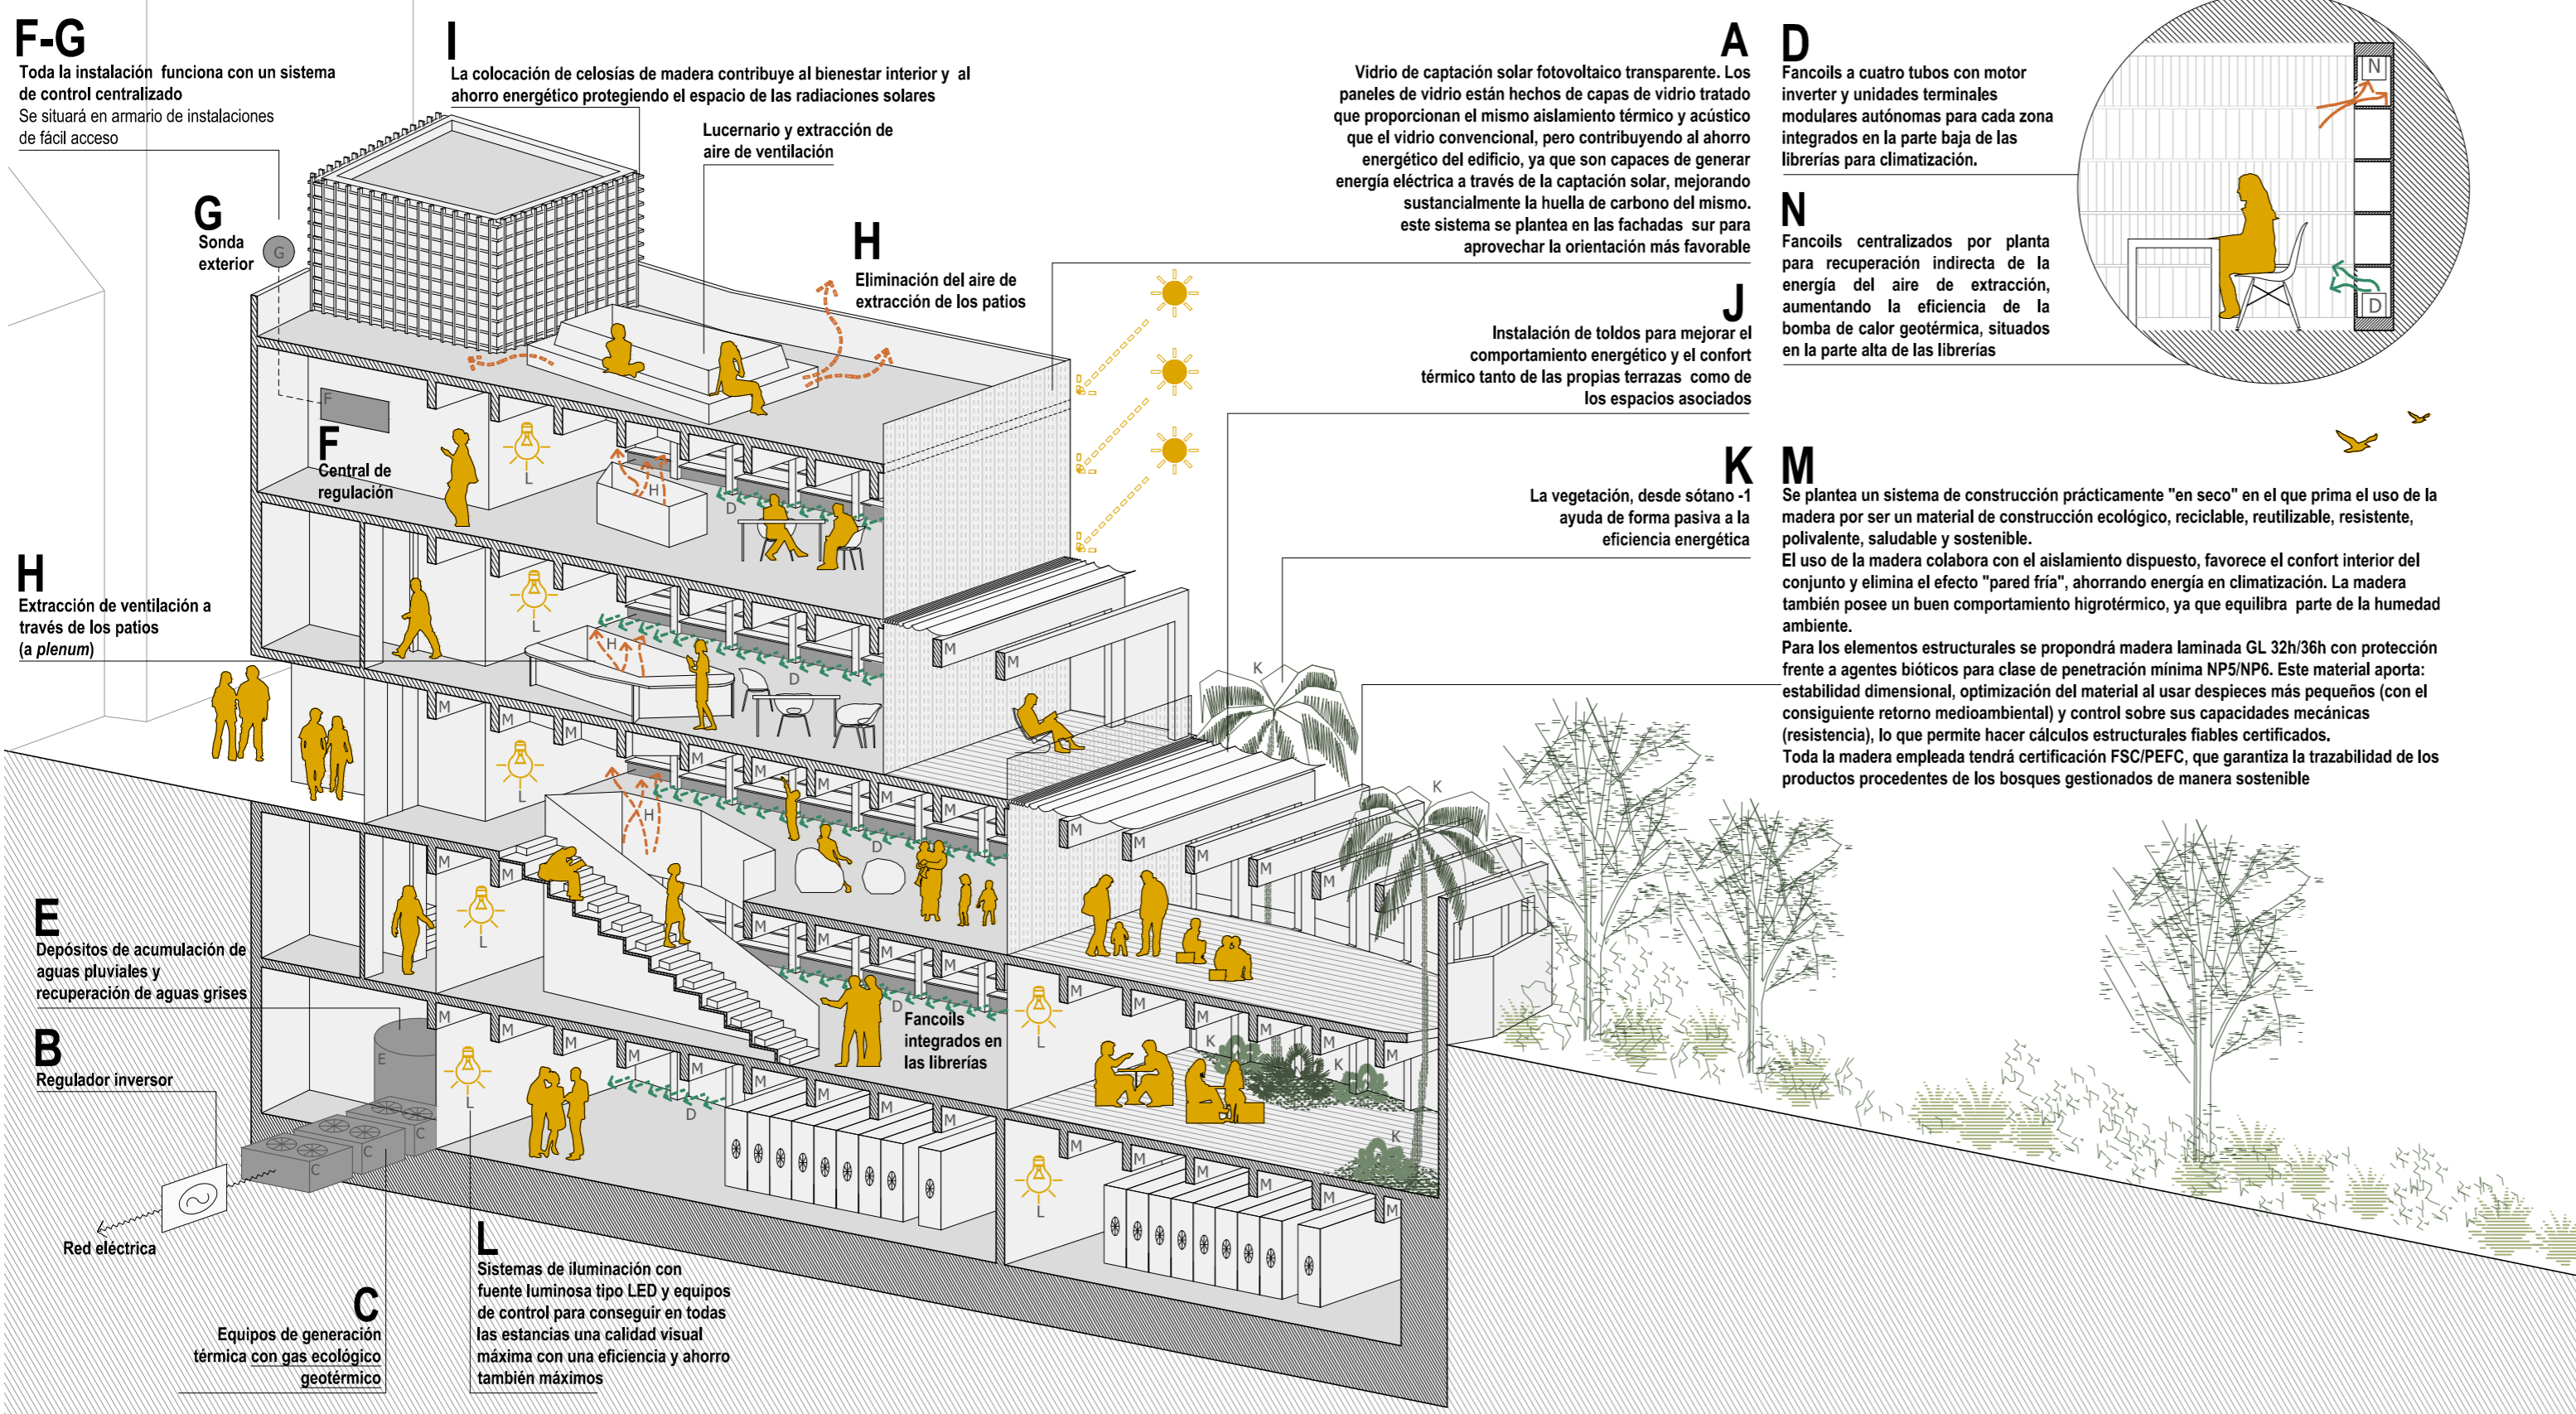 F-G
Toda la instalación funciona con un sistema
de control centralizado
Se situará en armario de instalaciones
de fácil acceso
I
La colocación de celosías de madera contribuye al bienestar interior y al
ahorro energético protegiendo el espacio de las radiaciones solares
Lucernario y extracción de
aire de ventilación
G
Sonda
exterior
G
H
Eliminación del aire de
extracción de los patios
A
Vidrio de captación solar fotovoltaico transparente. Los
paneles de vidrio están hechos de capas de vidrio tratado
que proporcionan el mismo aislamiento térmico y acústico
que el vidrio convencional, pero contribuyendo al ahorro
energético del edificio, ya que son capaces de generar
energía eléctrica a través de la captación solar, mejorando
sustancialmente la huella de carbono del mismo.
este sistema se plantea en las fachadas sur para
aprovechar la orientación más favorable
J
Instalación de toldos para mejorar el
comportamiento energético y el confort
térmico tanto de las propias terrazas como de
los espacios asociados
K
La vegetación, desde sótano -1
ayuda de forma pasiva a la
eficiencia energética
D
Fancoils a cuatro tubos con motor
inverter y unidades terminales
modulares autónomas para cada zona
integrados en la parte baja de las
librerías para climatización.
N
Fancoils centralizados por planta
para recuperación indirecta de la
energía del aire de extracción,
aumentando la eficiencia de la
bomba de calor geotérmica, situados
en la parte alta de las librerías
N
D
M
Se plantea un sistema de construcción prácticamente "en seco" en el que prima el uso de la
madera por ser un material de construcción ecológico, reciclable, reutilizable, resistente,
polivalente, saludable y sostenible.
El uso de la madera colabora con el aislamiento dispuesto, favorece el confort interior del
conjunto y elimina el efecto "pared fría", ahorrando energía en climatización. La madera
también posee un buen comportamiento higrotérmico, ya que equilibra parte de la humedad
ambiente.
Para los elementos estructurales se propondrá madera laminada GL 32h/36h con protección
frente a agentes bióticos para clase de penetración mínima NP5/NP6. Este material aporta:
estabilidad dimensional, optimización del material al usar despieces más pequeños (con el
consiguiente retorno medioambiental) y control sobre sus capacidades mecánicas
(resistencia), lo que permite hacer cálculos estructurales fiables certificados.
Toda la madera empleada tendrá certificación FSC/PEFC, que garantiza la trazabilidad de los
productos procedentes de los bosques gestionados de manera sostenible
F
F
Central de
regulación
L
H
D
H
Extracción de ventilación a
través de los patios
(a plenum)
L
H
D
M
M
K
M
M
M
L
H
M
M
M
M
M
M
D
M
M
M
M
M
M
K
E
Depósitos de acumulación de
aguas pluviales y
recuperación de aguas grises
M
M
L
M
M
M
M
M
D
Fancoils
integrados en
las librerías
L
M
M
M
M
M
M
K
K
K
B
Regulador inversor
E
C
C
C
Red eléctrica
M
M
M
M
M
M
M
M
M
L
D
M
M
M
M
M
M
L
C
Equipos de generación
térmica con gas ecológico
geotérmico
L
Sistemas de iluminación con
fuente luminosa tipo LED y equipos
de control para conseguir en todas
las estancias una calidad visual
máxima con una eficiencia y ahorro
también máximos